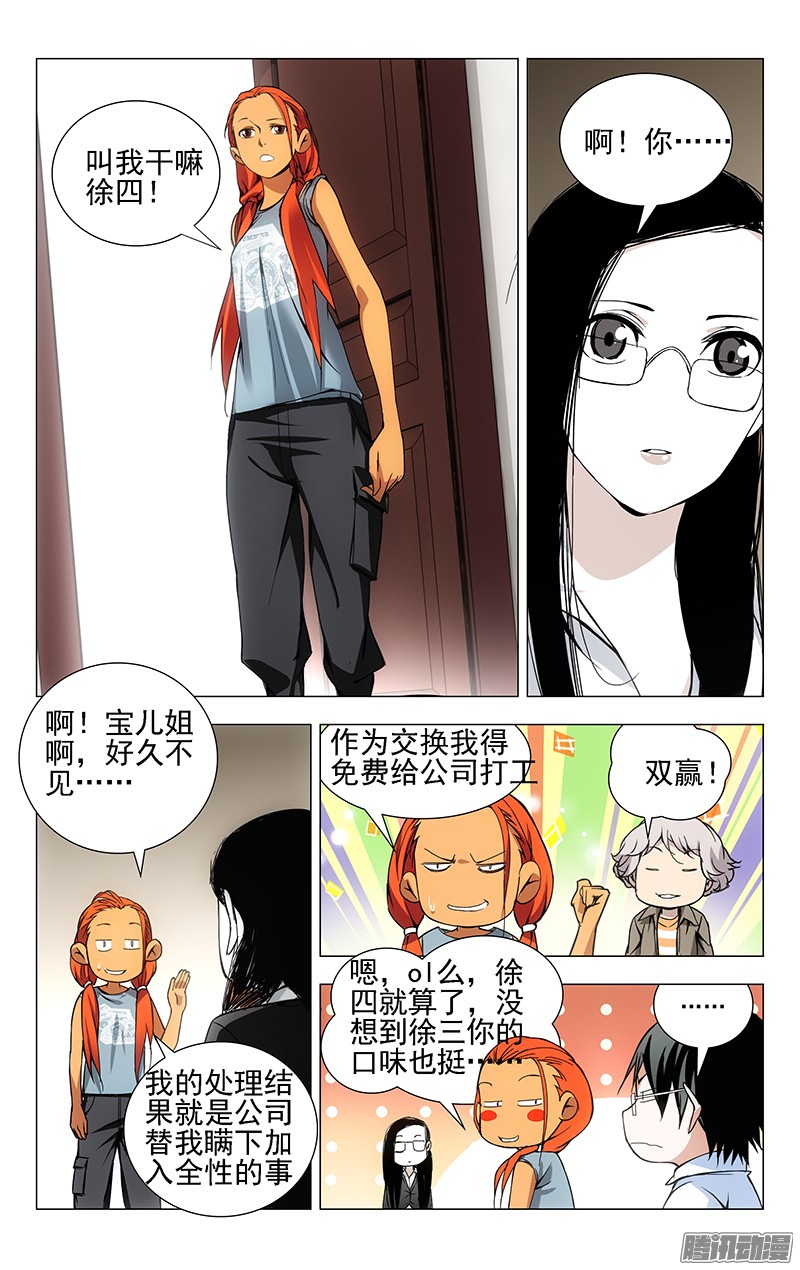 叫我干嘛
徐四！
啊！你……
啊！宝儿姐
啊，好久不
见……
我的处理结
果就是公司
替我瞒下加
入全性的事
作为交换我得
免费给公司打工
双赢！
嗯，ol么，徐
四就算了，没
想到徐三你的
口味也挺……
……
腾讯动漫